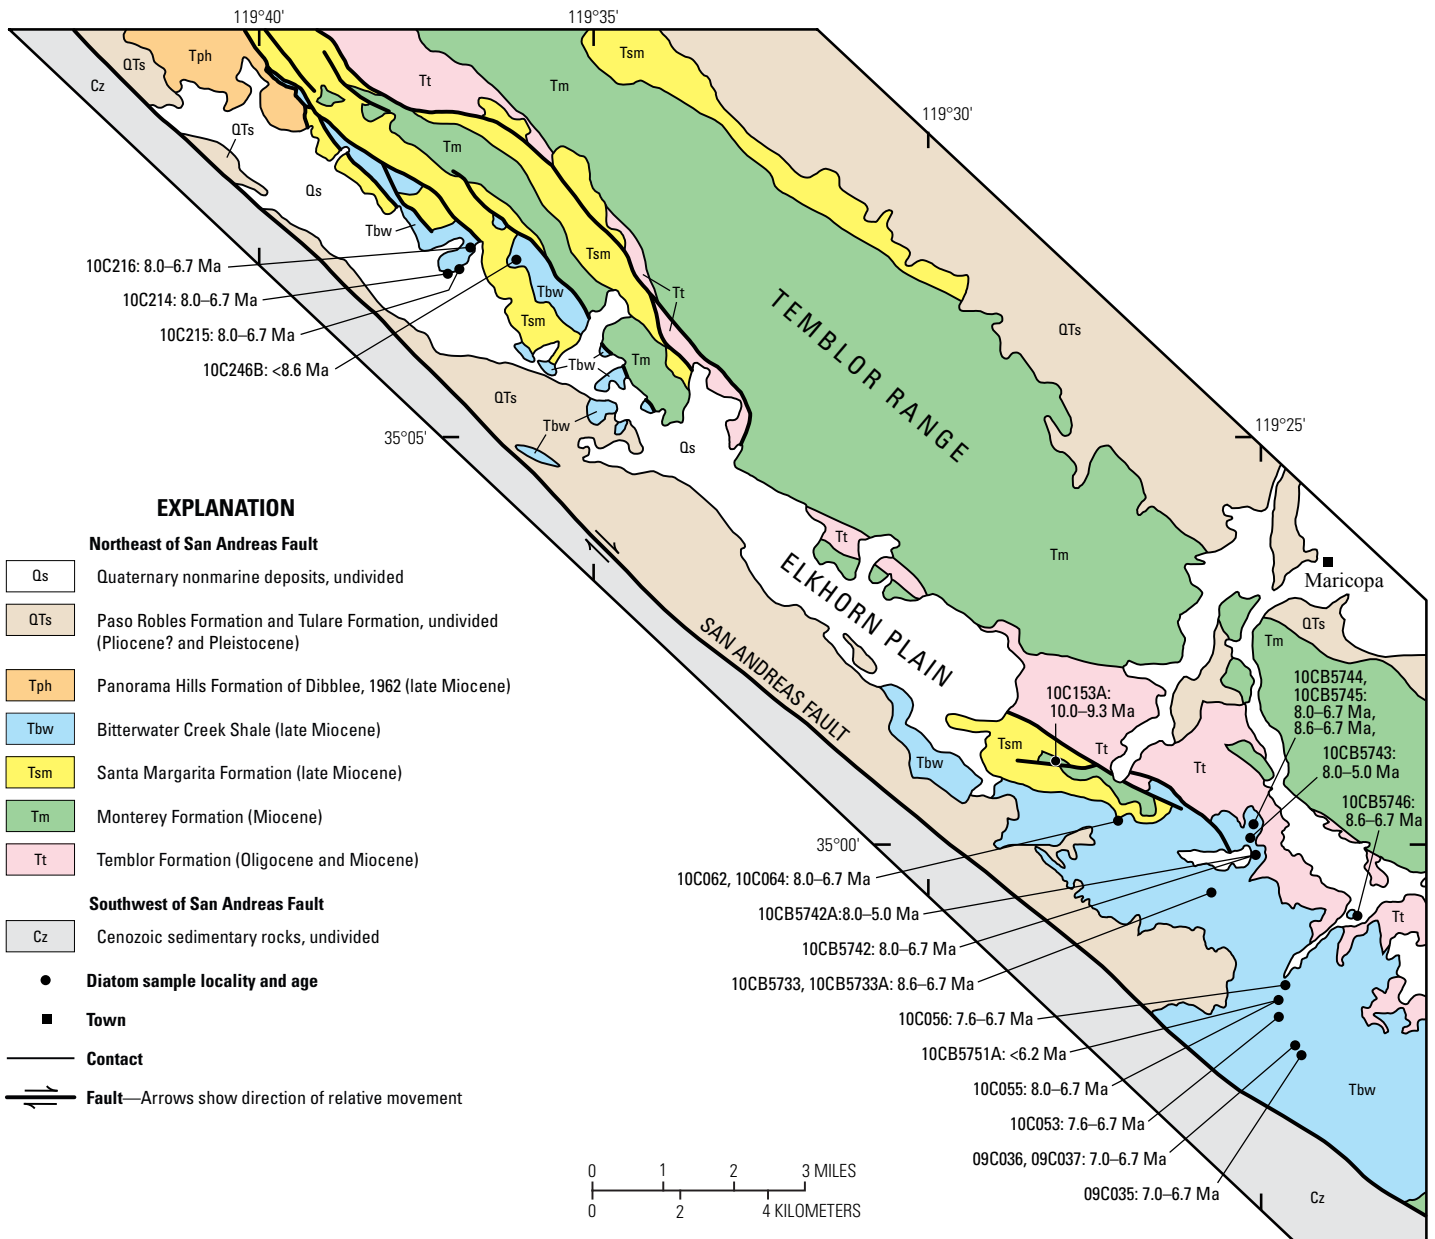 119°40'
119°35'
119°30'
119°25'
35°05'
35°00'
Cz
QTs
Tph
QTs
Qs
Tt
Tm
Tsm
Tm
Tbw
Tsm
Tt
Tbw
Tsm
Tbw
Tm
QTs
Tbw
Qs
QTs
TEMBLOR RANGE
10C216: 8.0–6.7 Ma
10C214: 8.0–6.7 Ma
10C215: 8.0–6.7 Ma
10C246B: <8.6 Ma
Tt
Tm
ELKHORN PLAIN
SAN ANDREAS FAULT
Maricopa
QTs
Tm
10C153A:
10.0–9.3 Ma
Tsm
Tt
Tt
Tbw
10CB5744,
10CB5745:
8.0–6.7 Ma,
8.6–6.7 Ma,
10CB5743:
8.0–5.0 Ma
10CB5746:
8.6–6.7 Ma
Tt
10C062, 10C064: 8.0–6.7 Ma
10CB5742A:8.0–5.0 Ma
10CB5742: 8.0–6.7 Ma
10CB5733, 10CB5733A: 8.6–6.7 Ma
10C056: 7.6–6.7 Ma
10CB5751A: <6.2 Ma
10C055: 8.0–6.7 Ma
10C053: 7.6–6.7 Ma
09C036, 09C037: 7.0–6.7 Ma
09C035: 7.0–6.7 Ma
Tbw
Cz
EXPLANATION
Northeast of San Andreas Fault
Qs Quaternary nonmarine deposits, undivided
QTs Paso Robles Formation and Tulare Formation, undivided
(Pliocene? and Pleistocene)
Tph Panorama Hills Formation of Dibblee, 1962 (late Miocene)
Tbw Bitterwater Creek Shale (late Miocene)
Tsm Santa Margarita Formation (late Miocene)
Tm Monterey Formation (Miocene)
Tt Temblor Formation (Oligocene and Miocene)
Southwest of San Andreas Fault
Cz Cenozoic sedimentary rocks, undivided
Diatom sample locality and age
Town
Contact
Fault—Arrows show direction of relative movement
0 1 2 3 MILES
0 2 4 KILOMETERS